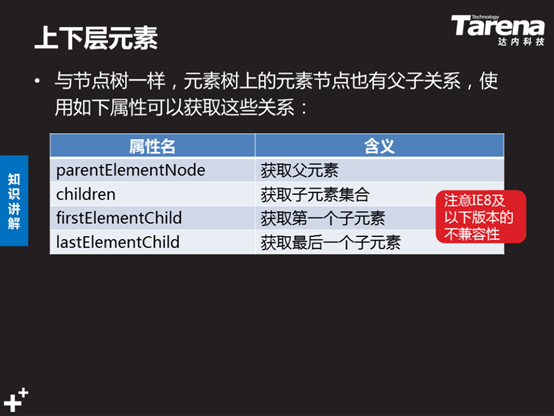 上下层元素
Technology
Tarena
达内科技
• 与节点树一样，元素树上的元素节点也有父子关系，使
用如下属性可以获取这些关系：
知识讲解
属性名 含义
parentElementNode 获取父元素
children 获取子元素集合
firstElementChild 获取第一个子元素
lastElementChild 获取最后一个子元素
注意IE8及
以下版本的
不兼容性